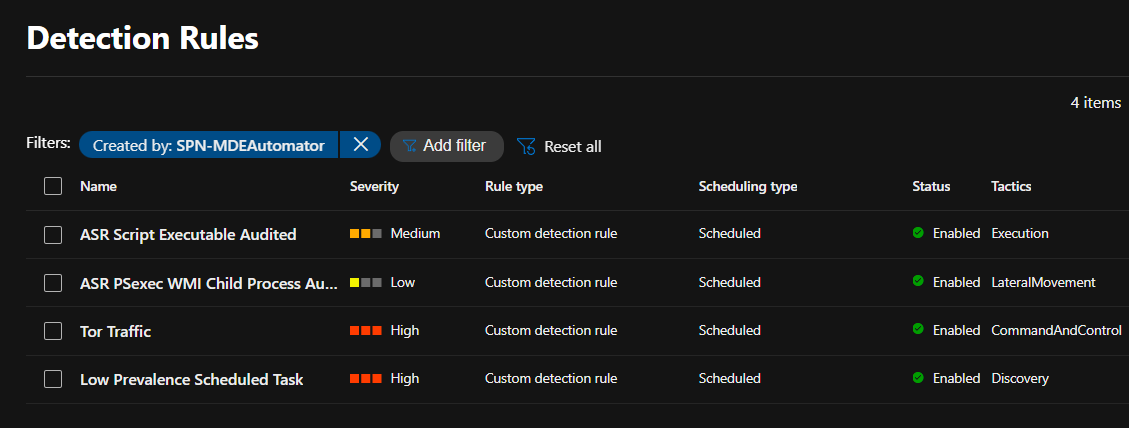 Detection Rules
4 items
Filters: Created by: SPN-MDEAutomator Add filter Reset all
Name Severity Rule type Scheduling type Status Tactics
ASR Script Executable Audited Medium Custom detection rule Scheduled Enabled Execution
ASR PSexec WMI Child Process Au... Low Custom detection rule Scheduled Enabled LateralMovement
Tor Traffic High Custom detection rule Scheduled Enabled CommandAndControl
Low Prevalence Scheduled Task High Custom detection rule Scheduled Enabled Discovery